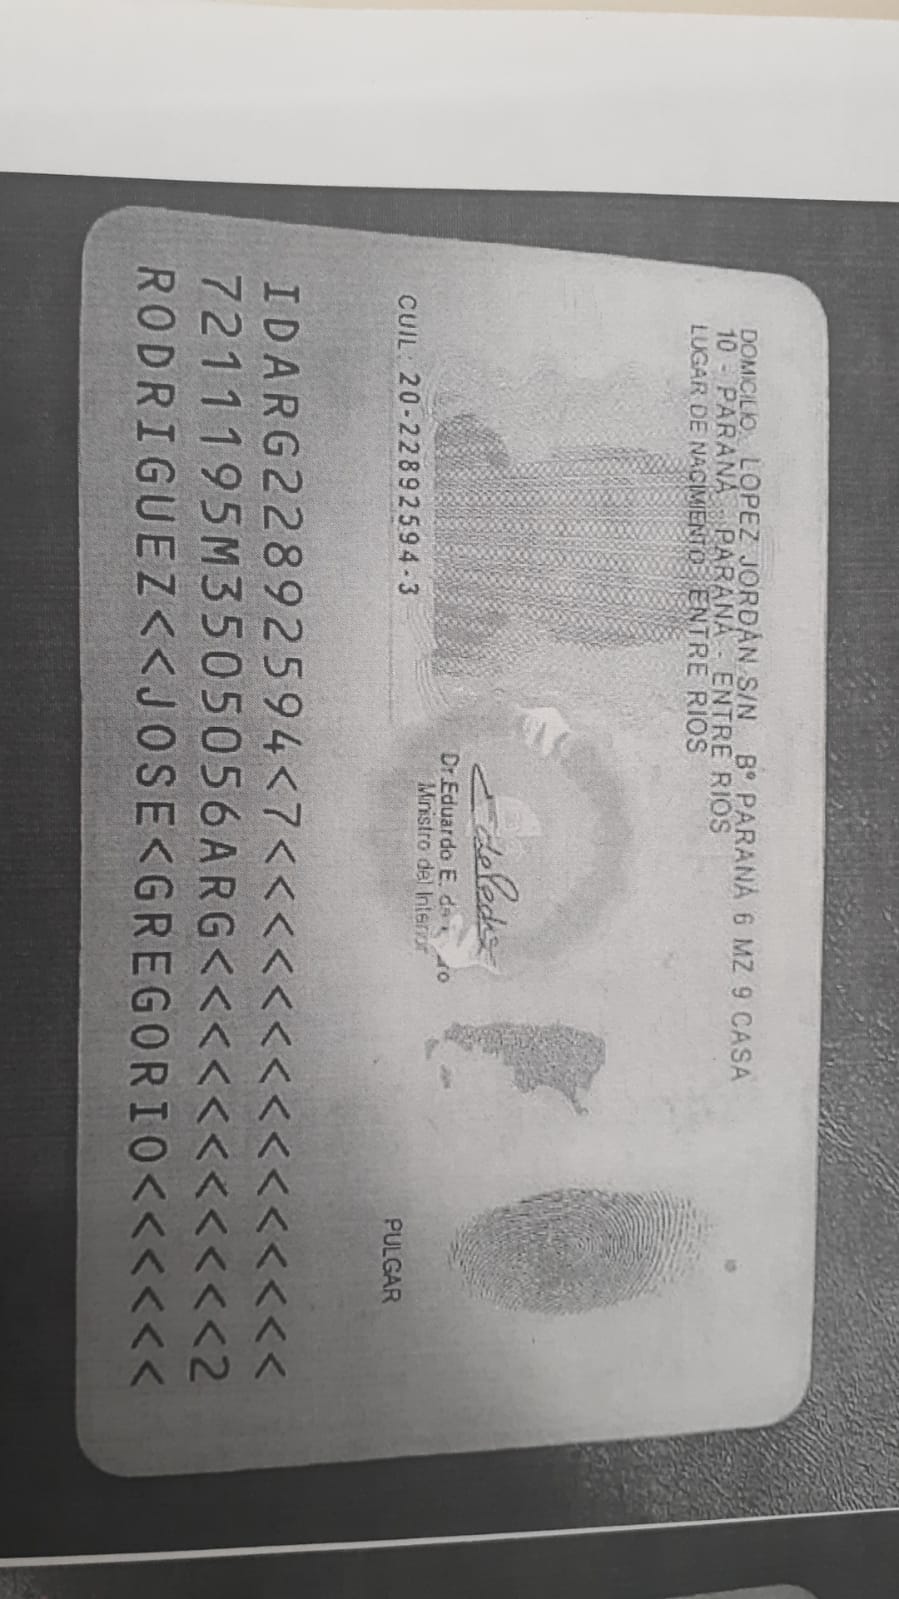 DOMICILIO: LOPEZ JORDÁN S/N Bº PARANÁ 6 MZ 9 CASA
10 - PARANÁ - PARANÁ - ENTRE RIOS
LUGAR DE NACIMIENTO: ENTRE RIOS
Dr. Eduardo E. de
Ministro del Interior
CUIL: 20-22892594-3
PULGAR
IDARG22892594<7<<<<<<<<<<<<<<<
7211195M3505056ARG<<<<<<<<<<<2
RODRIGUEZ<<JOSE<GREGORIO<<<<<<